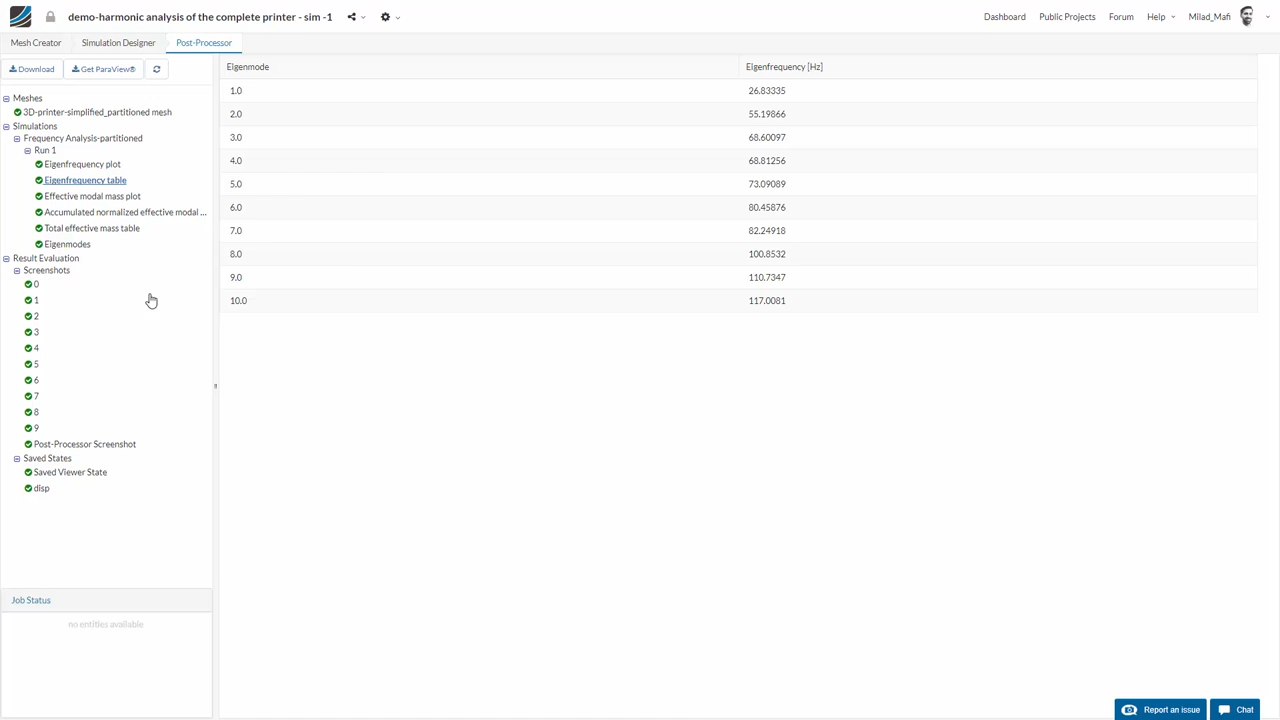 demo-harmonic analysis of the complete printer - sim -1
Dashboard
Public Projects
Forum
Help
Milad_Mafi
Mesh Creator
Simulation Designer
Post-Processor
Download
Get ParaView®
Meshes
3D-printer-simplified_partitioned mesh
Simulations
Frequency Analysis-partitioned
Run 1
Eigenfrequency plot
Eigenfrequency table
Effective modal mass plot
Accumulated normalized effective modal ...
Total effective mass table
Eigenmodes
Result Evaluation
Screenshots
0
1
2
3
4
5
6
7
8
9
Post-Processor Screenshot
Saved States
Saved Viewer State
disp
Job Status
no entities available
Eigenmode Eigenfrequency [Hz]
1.0 26.83335
2.0 55.19866
3.0 68.60097
4.0 68.81256
5.0 73.09089
6.0 80.45876
7.0 82.24918
8.0 100.8532
9.0 110.7347
10.0 117.0081
Report an issue
Chat